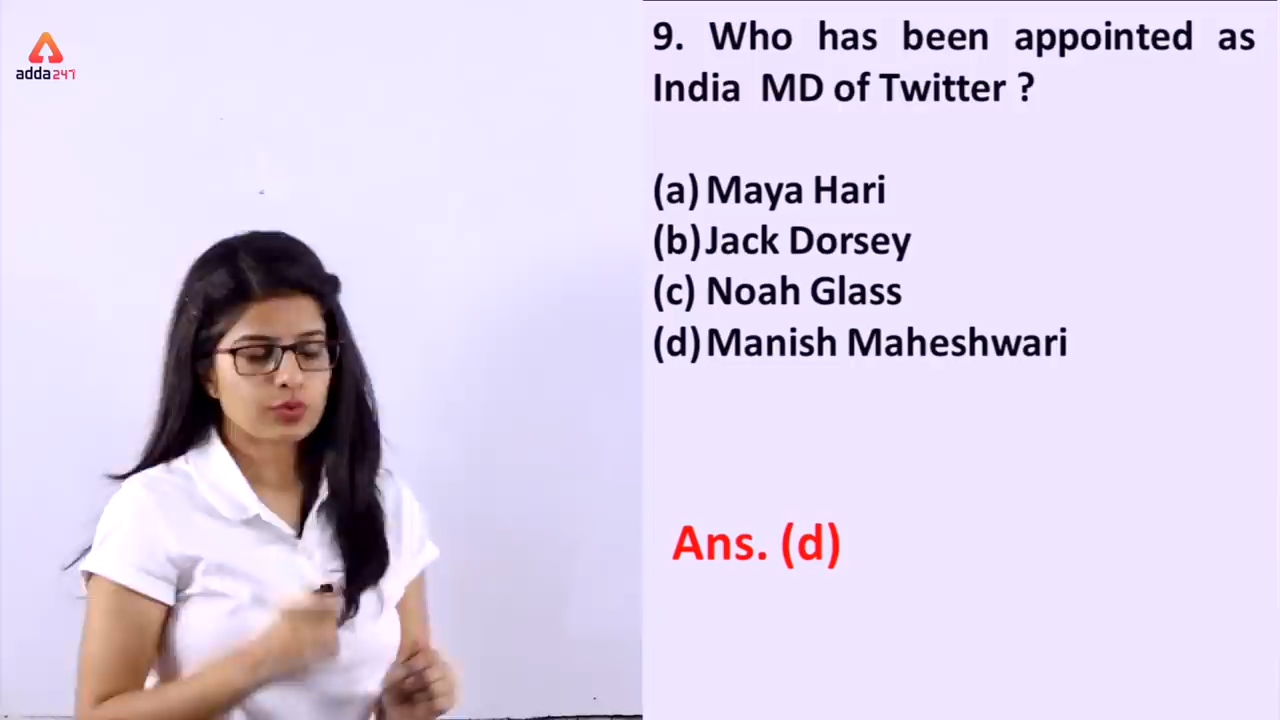 adda247
9. Who has been appointed as
India MD of Twitter ?
(a) Maya Hari
(b) Jack Dorsey
(c) Noah Glass
(d) Manish Maheshwari
Ans. (d)